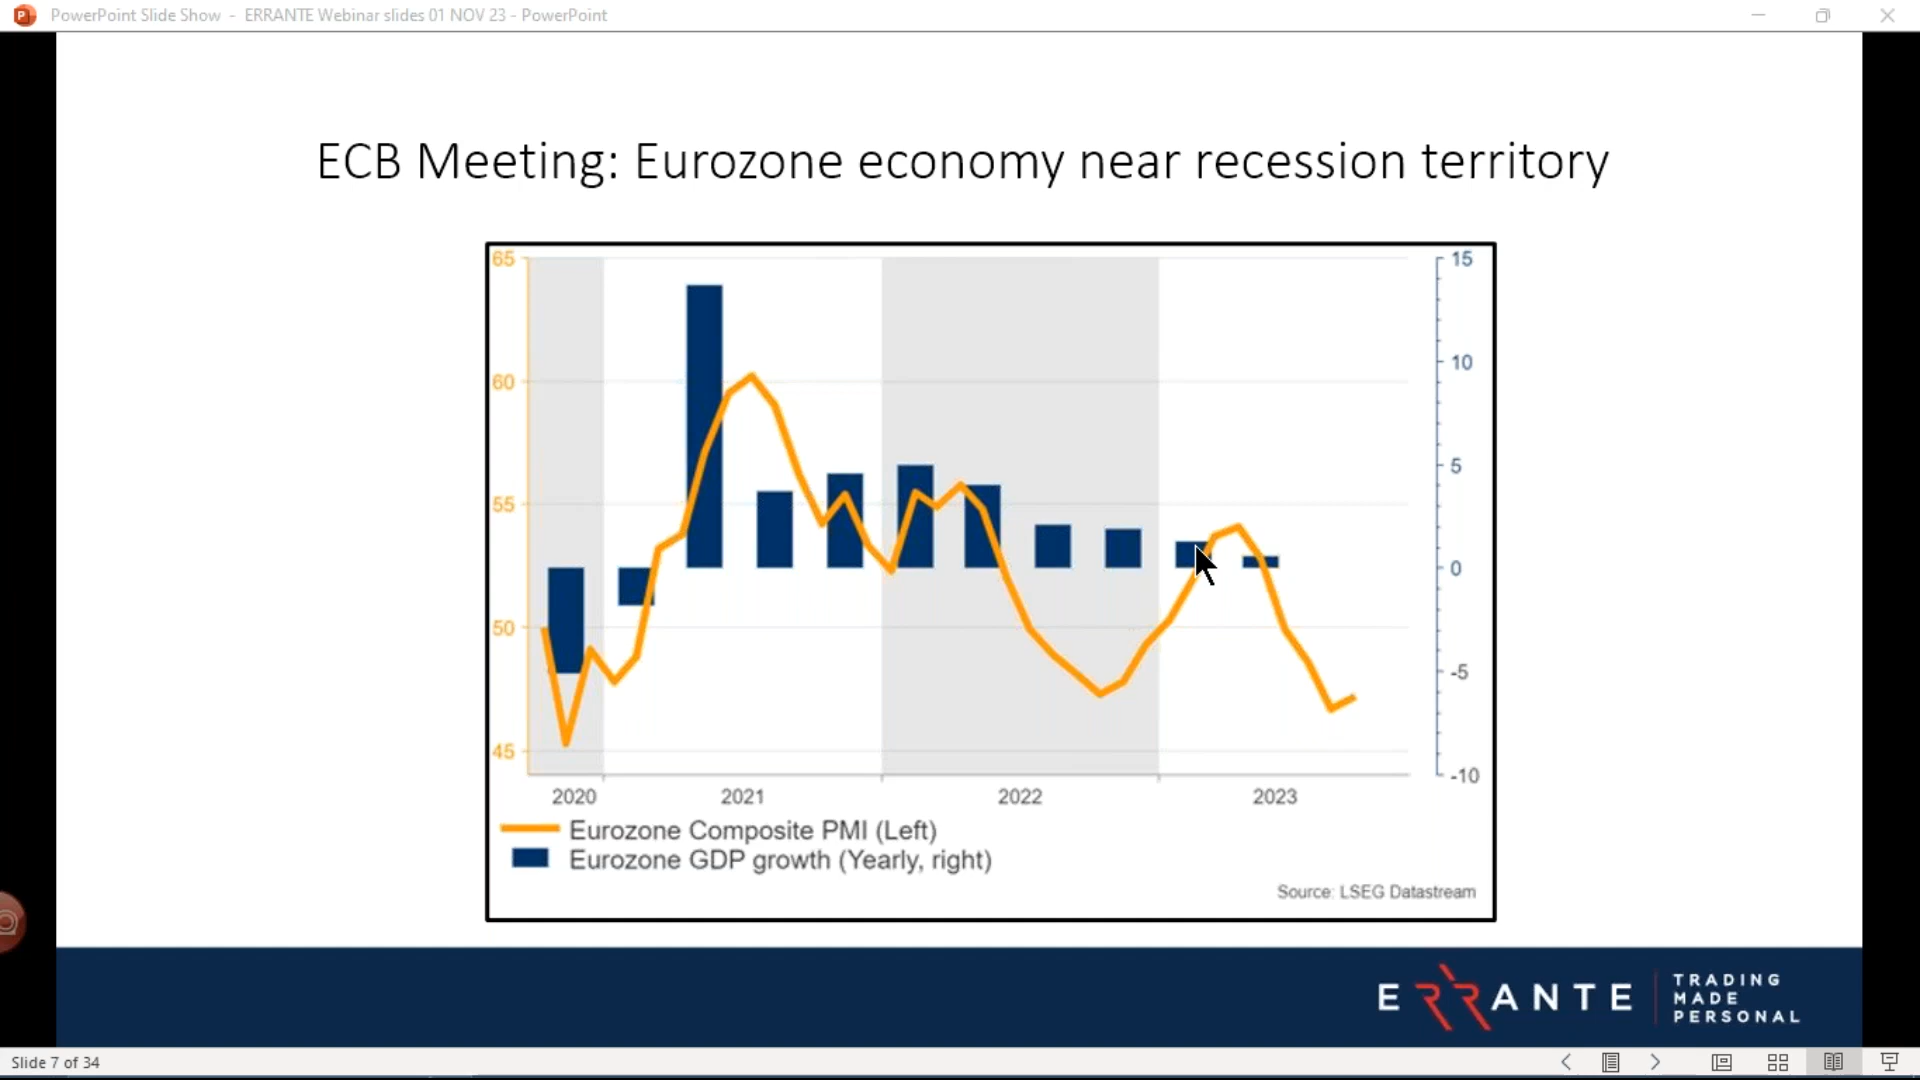 PowerPoint Slide Show - ERRANTE Webinar slides 01 NOV 23 - PowerPoint
ECB Meeting: Eurozone economy near recession territory
65
60
55
50
45
15
10
5
0
-5
-10
2020 2021 2022 2023
Eurozone Composite PMI (Left)
Eurozone GDP growth (Yearly, right)
Source: LSEG Datastream
ERRANTE
TRADING
MADE
PERSONAL
Slide 7 of 34